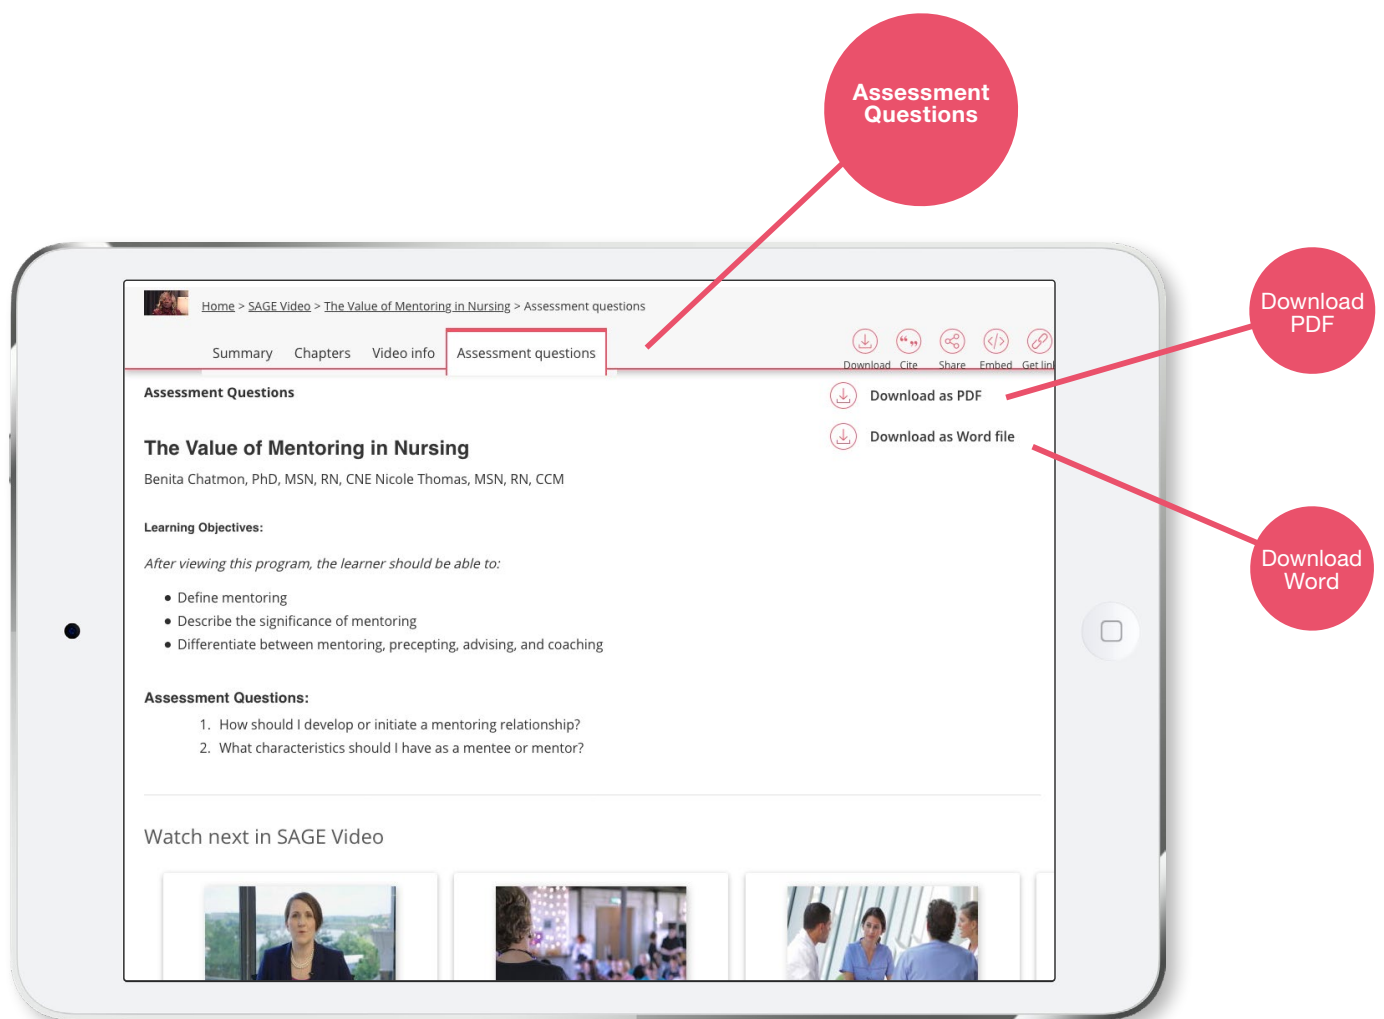 Assessment
Questions
Download
PDF
Home > SAGE Video > The Value of Mentoring in Nursing > Assessment questions
Summary Chapters Video info Assessment questions
Download Cite Share Embed Get link
Assessment Questions
Download as PDF
Download as Word file
The Value of Mentoring in Nursing
Benita Chatmon, PhD, MSN, RN, CNE Nicole Thomas, MSN, RN, CCM
Learning Objectives:
After viewing this program, the learner should be able to:
• Define mentoring
• Describe the significance of mentoring
• Differentiate between mentoring, precepting, advising, and coaching
Download
Word
Assessment Questions:
1. How should I develop or initiate a mentoring relationship?
2. What characteristics should I have as a mentee or mentor?
Watch next in SAGE Video